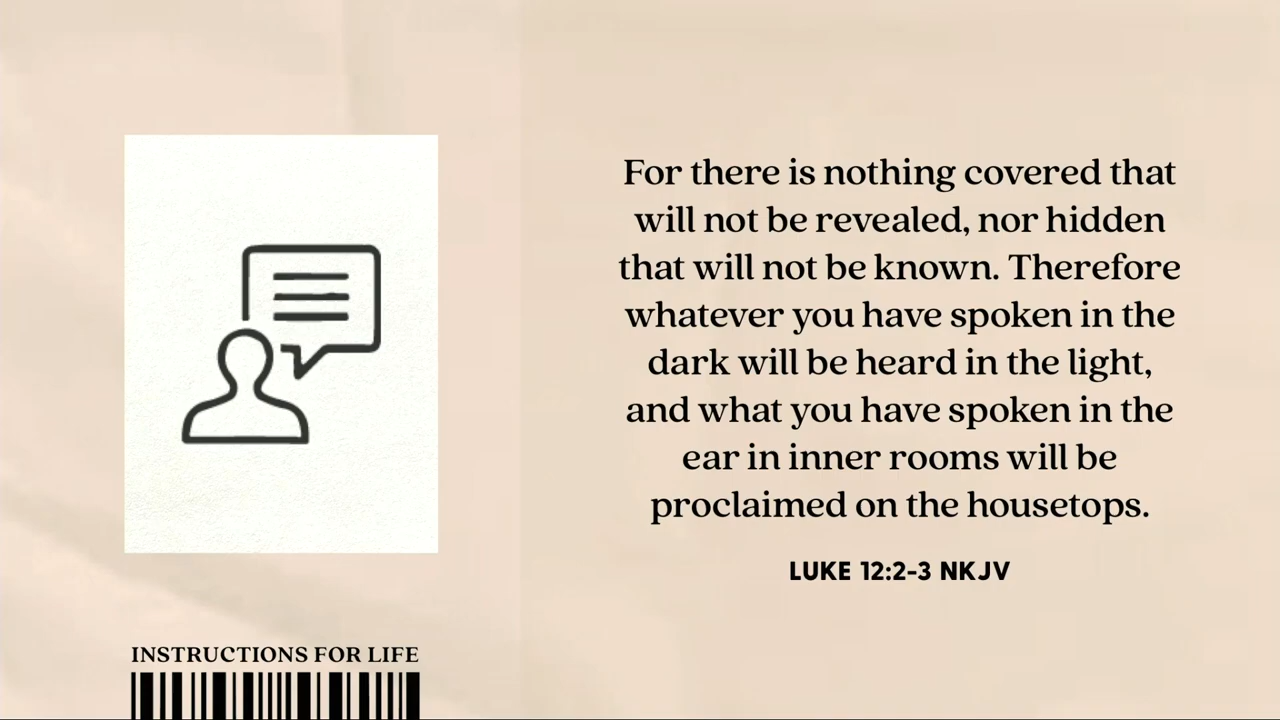 For there is nothing covered that
will not be revealed, nor hidden
that will not be known. Therefore
whatever you have spoken in the
dark will be heard in the light,
and what you have spoken in the
ear in inner rooms will be
proclaimed on the housetops.
LUKE 12:2-3 NKJV
INSTRUCTIONS FOR LIFE